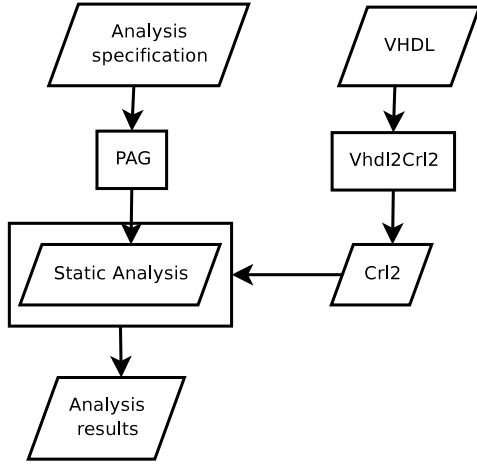 Analysis
specification
VHDL
PAG
Vhdl2Crl2
Static Analysis
Crl2
Analysis
results